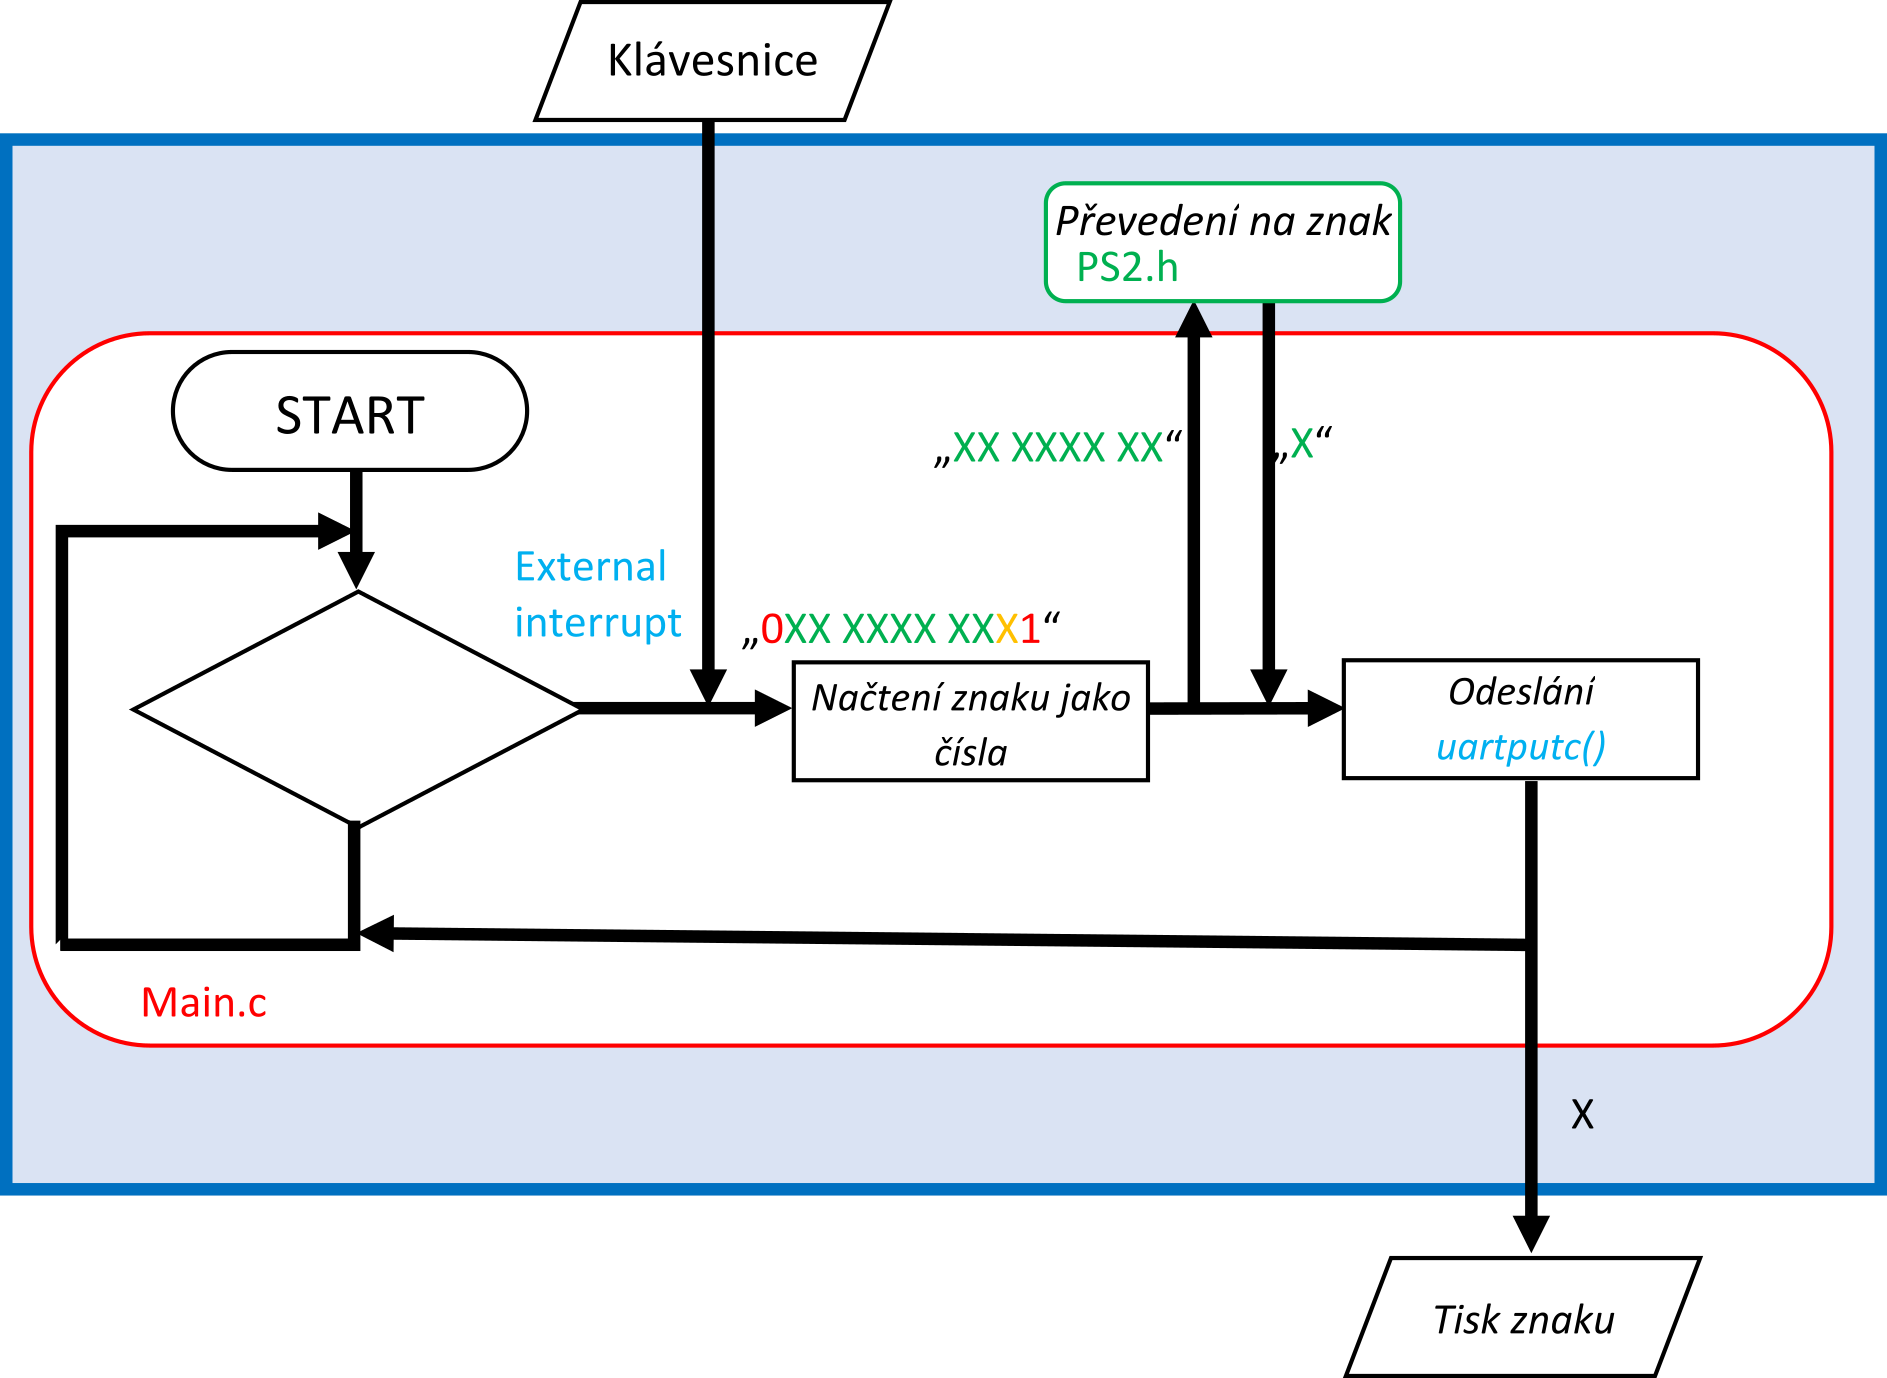 Klávesnice
Převedení na znak
PS2.h
START
„XX XXXX XX“
„X“
External
interrupt
„0XX XXXX XXX1“
Načtení znaku jako
čísla
Odeslání
uartputc()
Main.c
X
Tisk znaku